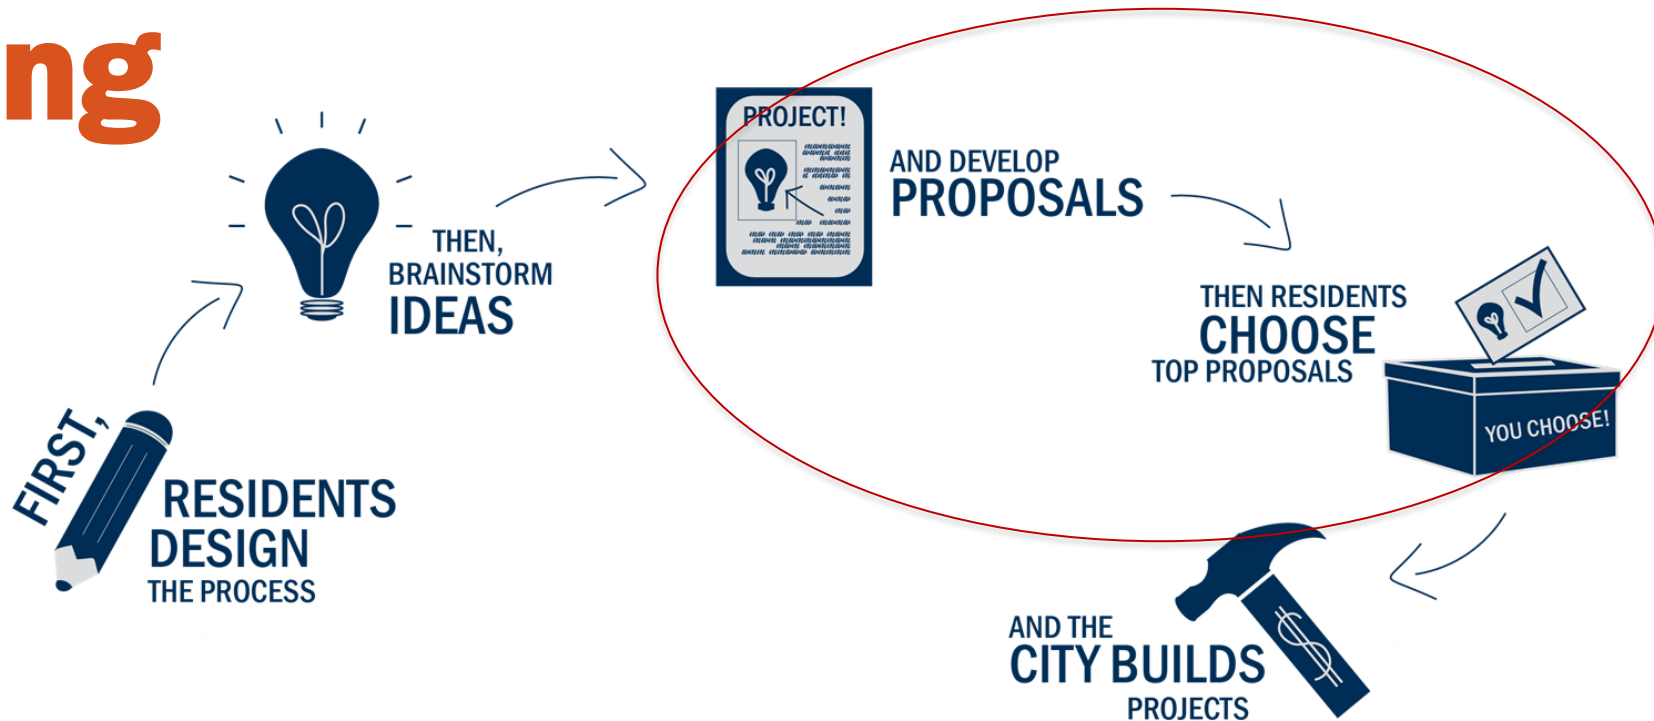 ng
FIRST,
RESIDENTS
DESIGN
THE PROCESS
THEN,
BRAINSTORM
IDEAS
PROJECT!
AND DEVELOP
PROPOSALS
THEN RESIDENTS
CHOOSE
TOP PROPOSALS
YOU CHOOSE!
AND THE
CITY BUILDS
PROJECTS